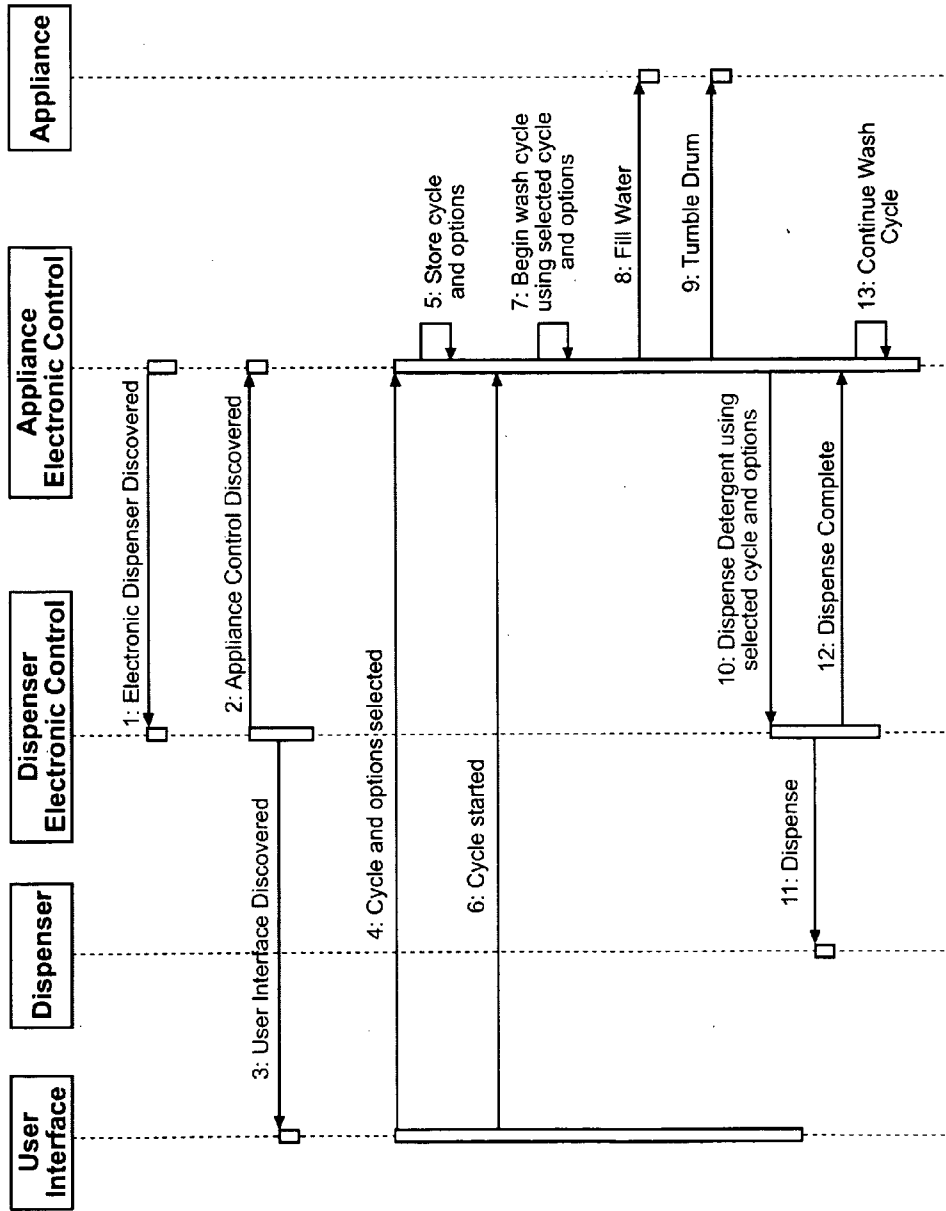 User
Interface
Dispenser
Dispenser
Electronic Control
Appliance
Electronic Control
Appliance
1: Electronic Dispenser Discovered
2: Appliance Control Discovered
3: User Interface Discovered
4: Cycle and options selected
5: Store cycle
and options
6: Cycle started
7: Begin wash cycle
using selected cycle
and options
8: Fill Water
9: Tumble Drum
10: Dispense Detergent using
selected cycle and options
11: Dispense
12: Dispense Complete
13: Continue Wash
Cycle